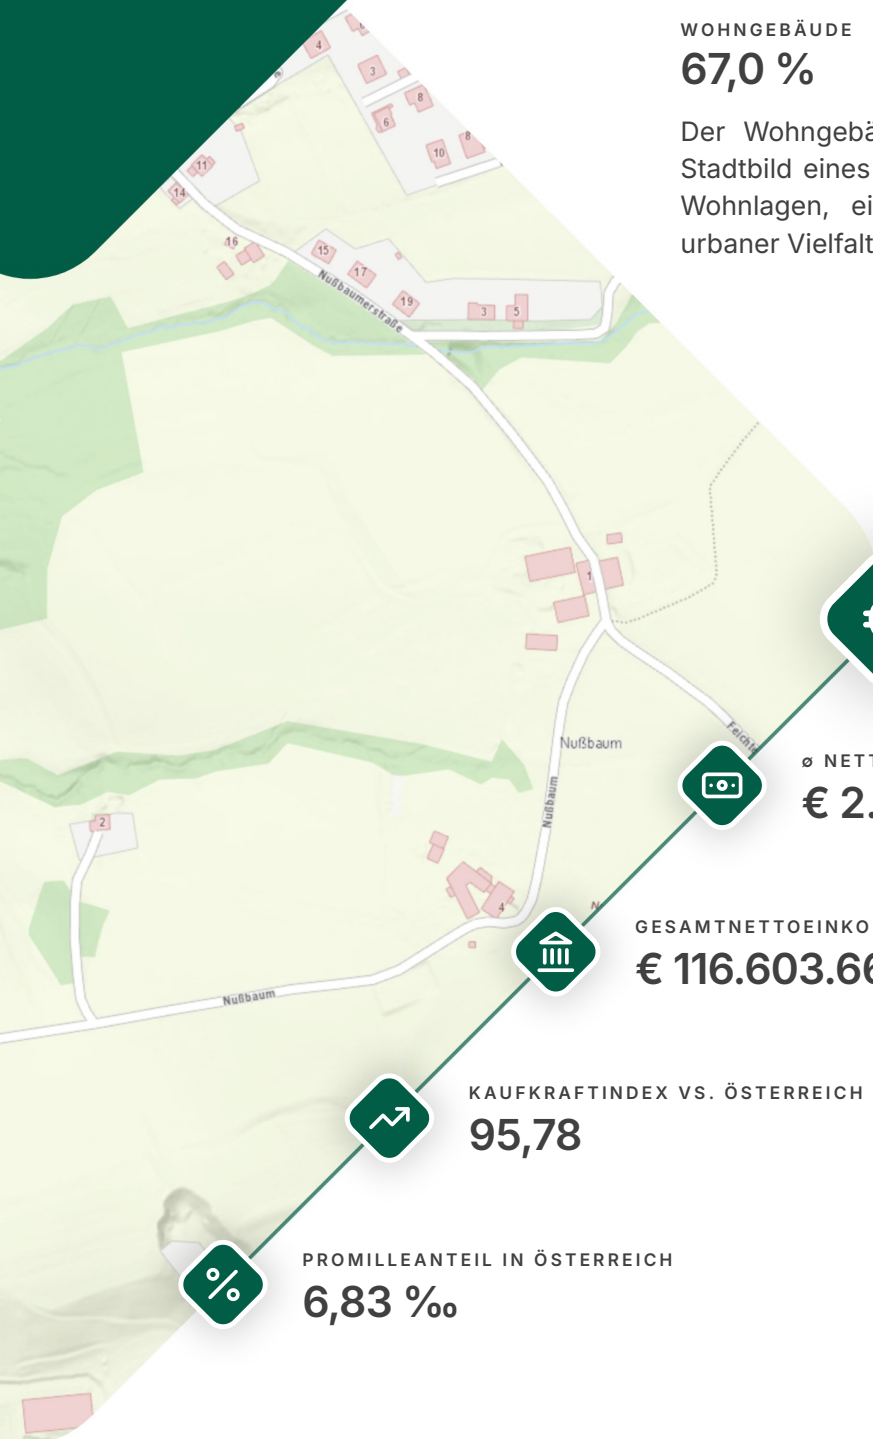 WOHNGEBÄUDE
67,0 %
Der Wohngebä
Stadtbild eines
Wohnlagen, ei
urbaner Vielfalt
4
3
8
6
10
8
11
14
16
15
17
19
3
5
Nußbaumerstraße
1
Nußbaum
Feichte
Nußbaum
2
4
N
Nußbaum
ø NETT
€ 2.
GESAMTNETTOEINKO
€ 116.603.66
KAUFKRAFTINDEX VS. ÖSTERREICH
95,78
PROMILLEANTEIL IN ÖSTERREICH
6,83 ‰